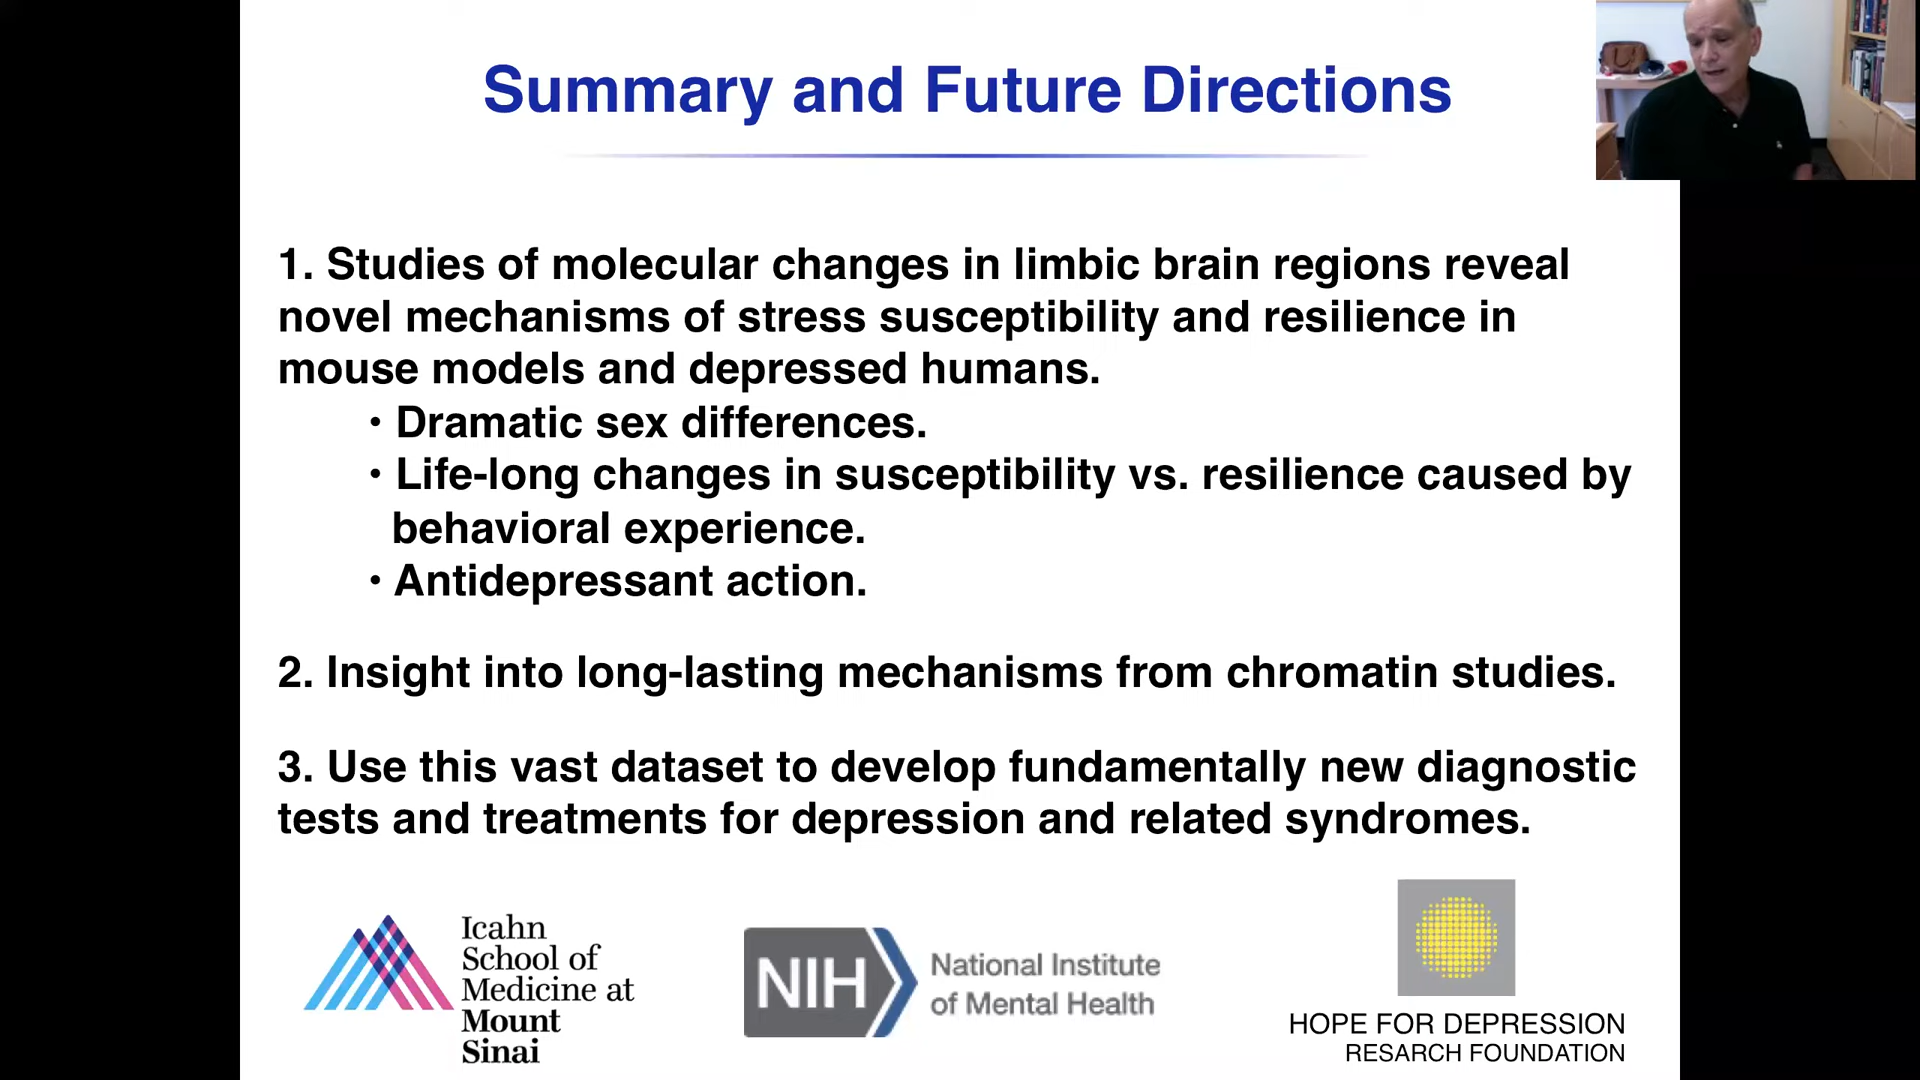 Summary and Future Directions
1. Studies of molecular changes in limbic brain regions reveal
novel mechanisms of stress susceptibility and resilience in
mouse models and depressed humans.
• Dramatic sex differences.
• Life-long changes in susceptibility vs. resilience caused by
behavioral experience.
• Antidepressant action.
2. Insight into long-lasting mechanisms from chromatin studies.
3. Use this vast dataset to develop fundamentally new diagnostic
tests and treatments for depression and related syndromes.
Icahn
School of
Medicine at
Mount
Sinai
NIH
National Institute
of Mental Health
HOPE FOR DEPRESSION
RESARCH FOUNDATION